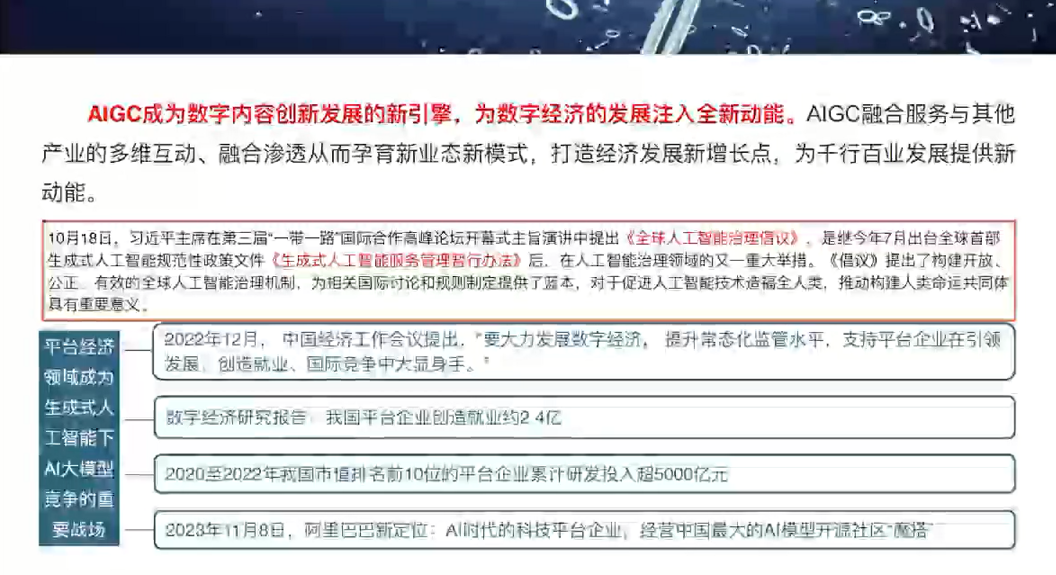 AIGC成为数字内容创新发展的新引擎，为数字经济的发展注入全新动能。AIGC融合服务与其他
产业的多维互动、融合渗透从而孕育新业态新模式，打造经济发展新增长点，为千行百业发展提供新
动能。
10月18日，习近平主席在第三届“一带一路”国际合作高峰论坛开幕式主旨演讲中提出《全球人工智能治理倡议》，是继今年7月出台全球首部
生成式人工智能规范性政策文件《生成式人工智能服务管理暂行办法》后，在人工智能治理领域的又一重大举措。《倡议》提出了构建开放、
公正、有效的全球人工智能治理机制，为相关国际讨论和规则制定提供了蓝本，对于促进人工智能技术造福全人类，推动构建人类命运共同体
具有重要意义。
平台经济
领域成为
生成式人
工智能下
AI大模型
竞争的重
要战场
2022年12月， 中国经济工作会议提出，“要大力发展数字经济， 提升常态化监管水平，支持平台企业在引领
发展、创造就业、国际竞争中大显身手。”
数字经济研究报告：我国平台企业创造就业约2.4亿
2020至2022年我国市值排名前10位的平台企业累计研发投入超5000亿元
2023年11月8日，阿里巴巴新定位：AI时代的科技平台企业，经营中国最大的AI模型开源社区“魔搭”